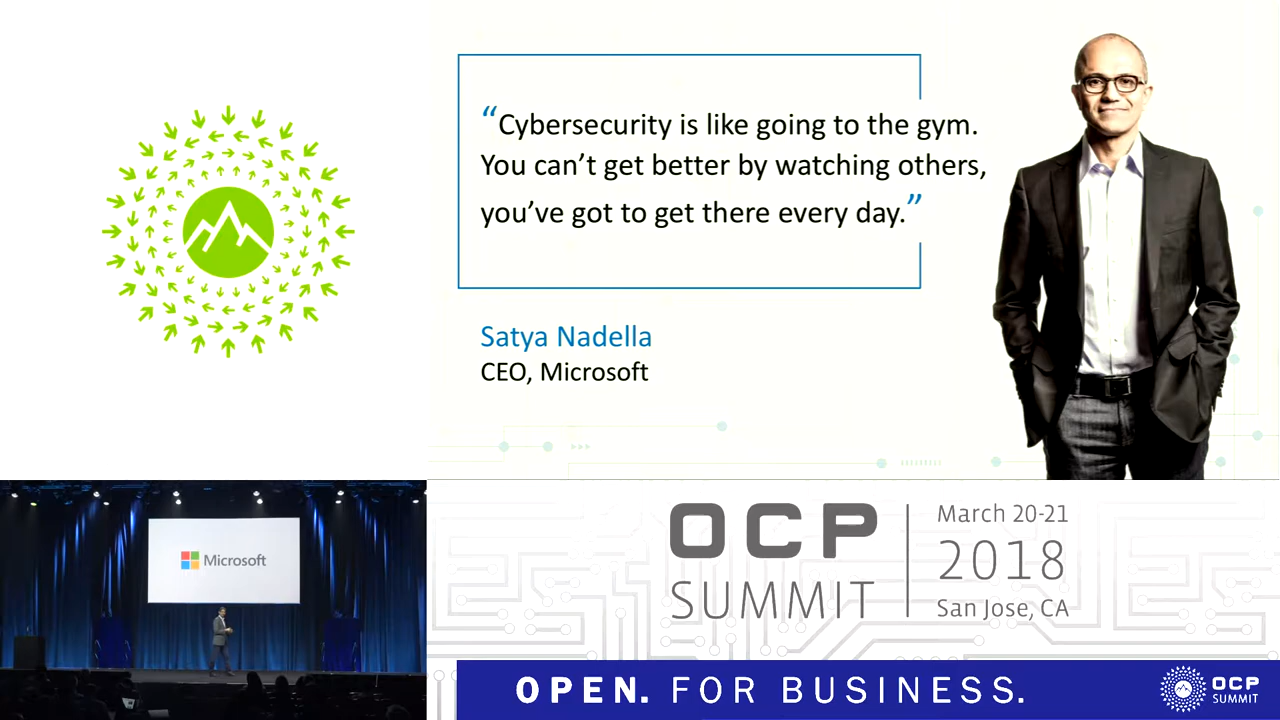 “Cybersecurity is like going to the gym.
You can’t get better by watching others,
you’ve got to get there every day.”
Satya Nadella
CEO, Microsoft
Microsoft
OCP
SUMMIT
March 20-21
2018
San Jose, CA
OPEN. FOR BUSINESS.
OCP
SUMMIT